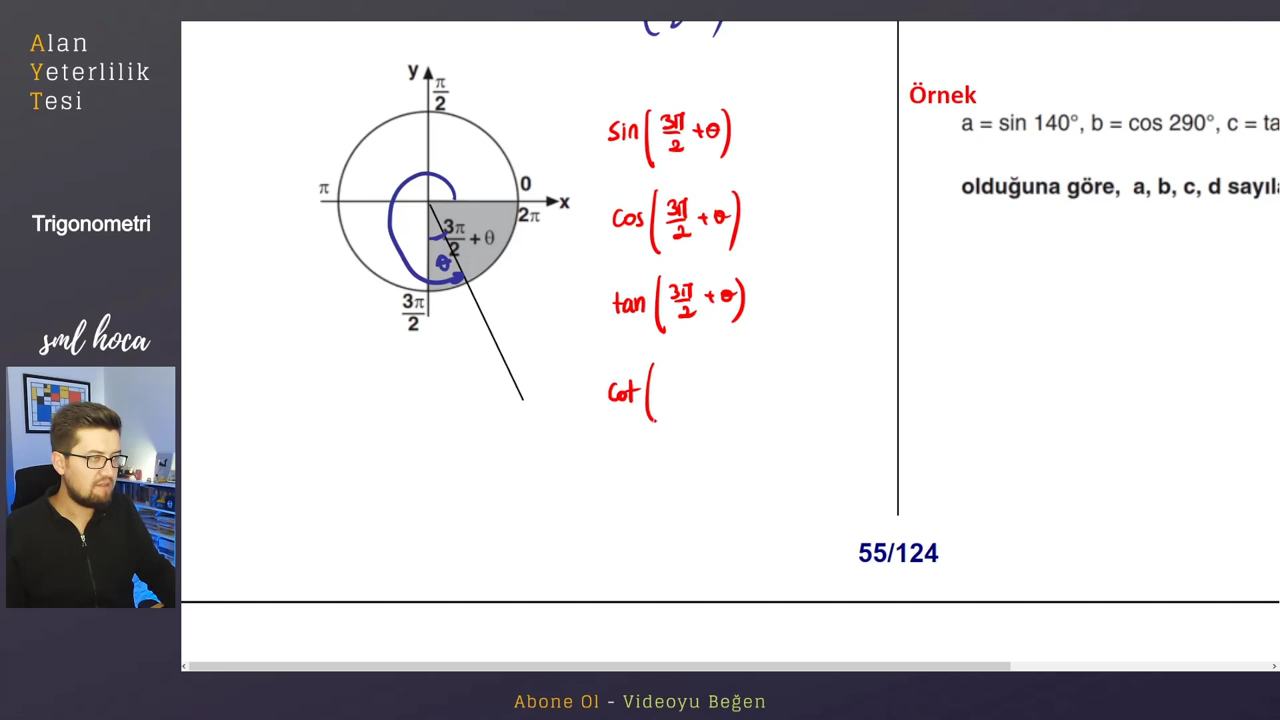 Alan
Yeterlilik
Tesi
Trigonometri
sml hoca
y
π/2
π
0
x
2π
3π/2 + θ
θ
3π/2
sin(3π/2 + θ)
cos(3π/2 + θ)
tan(3π/2 + θ)
cot(
Örnek
a = sin 140°, b = cos 290°, c = ta
olduğuna göre, a, b, c, d sayıla
55/124
Abone Ol - Videoyu Beğen